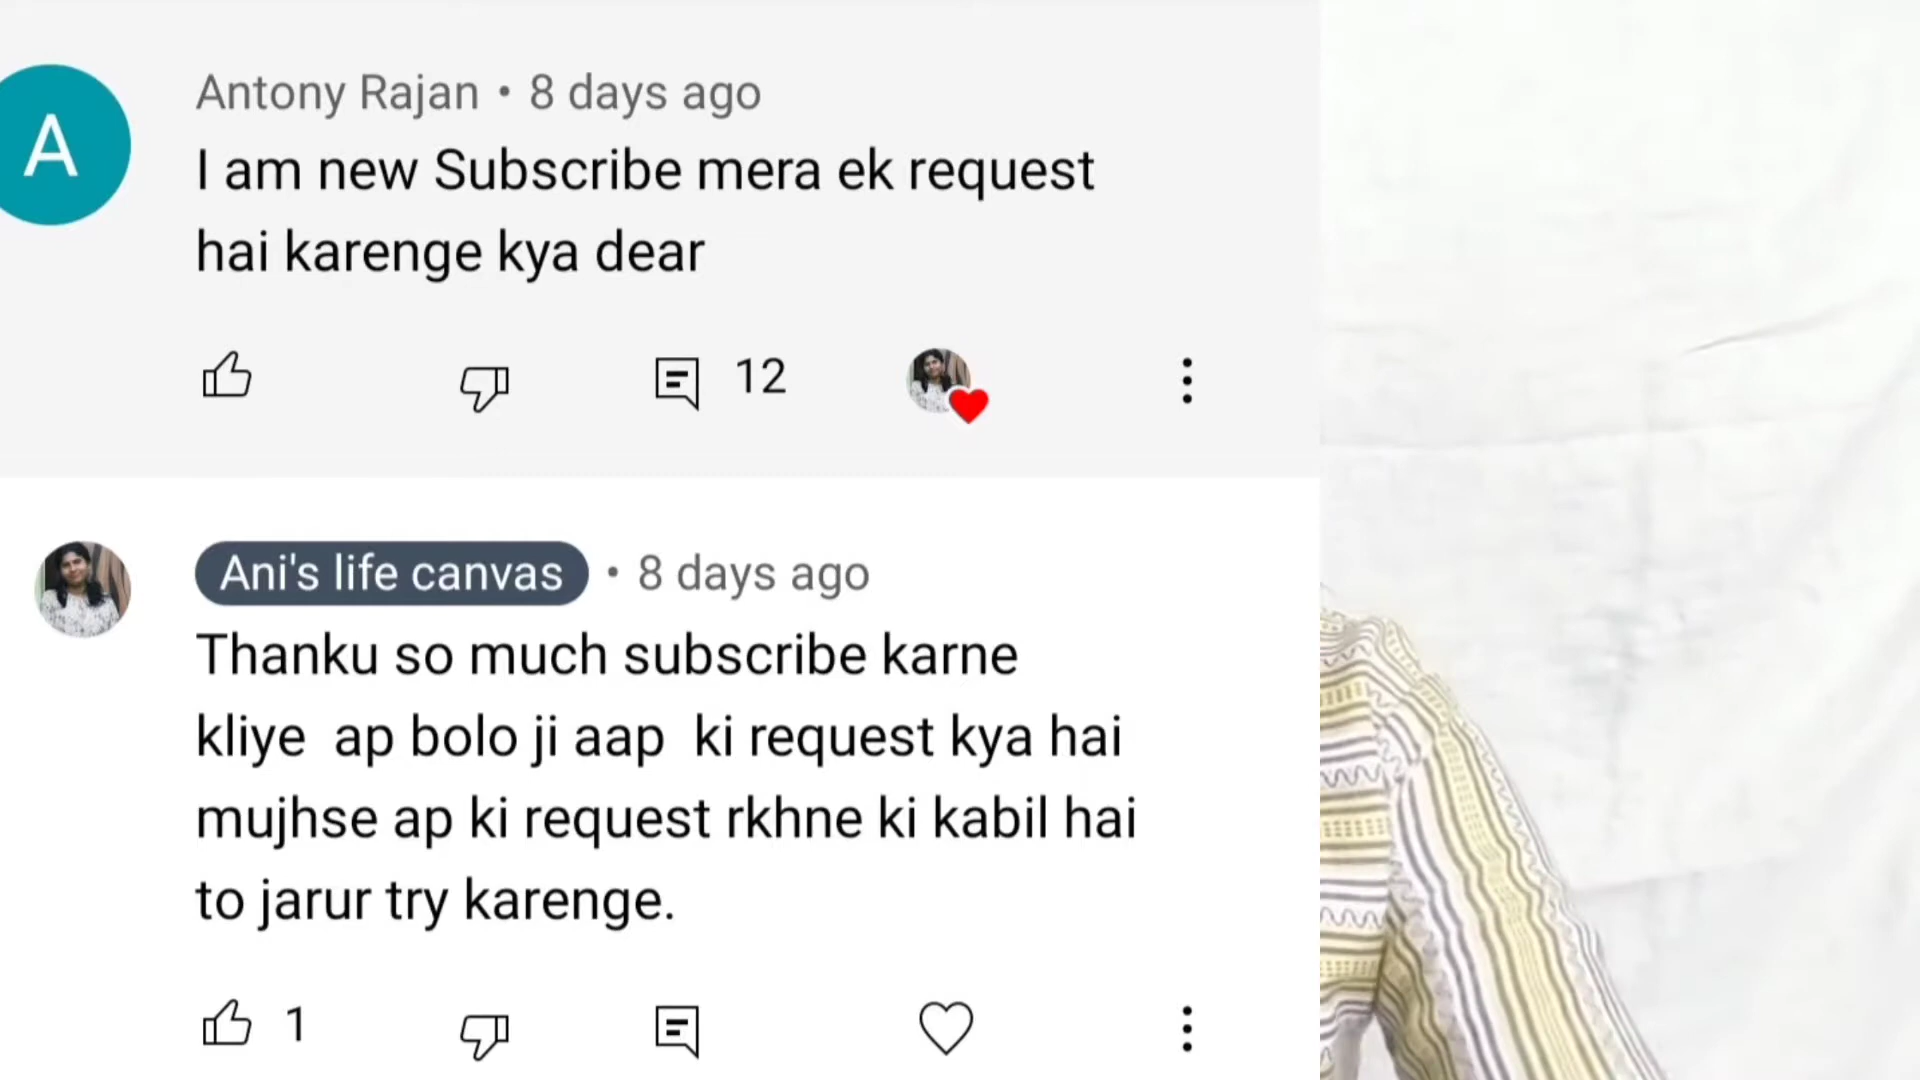 A
Antony Rajan • 8 days ago
I am new Subscribe mera ek request
hai karenge kya dear
12
Ani's life canvas • 8 days ago
Thanku so much subscribe karne
kliye  ap bolo ji aap  ki request kya hai
mujhse ap ki request rkhne ki kabil hai
to jarur try karenge.
1